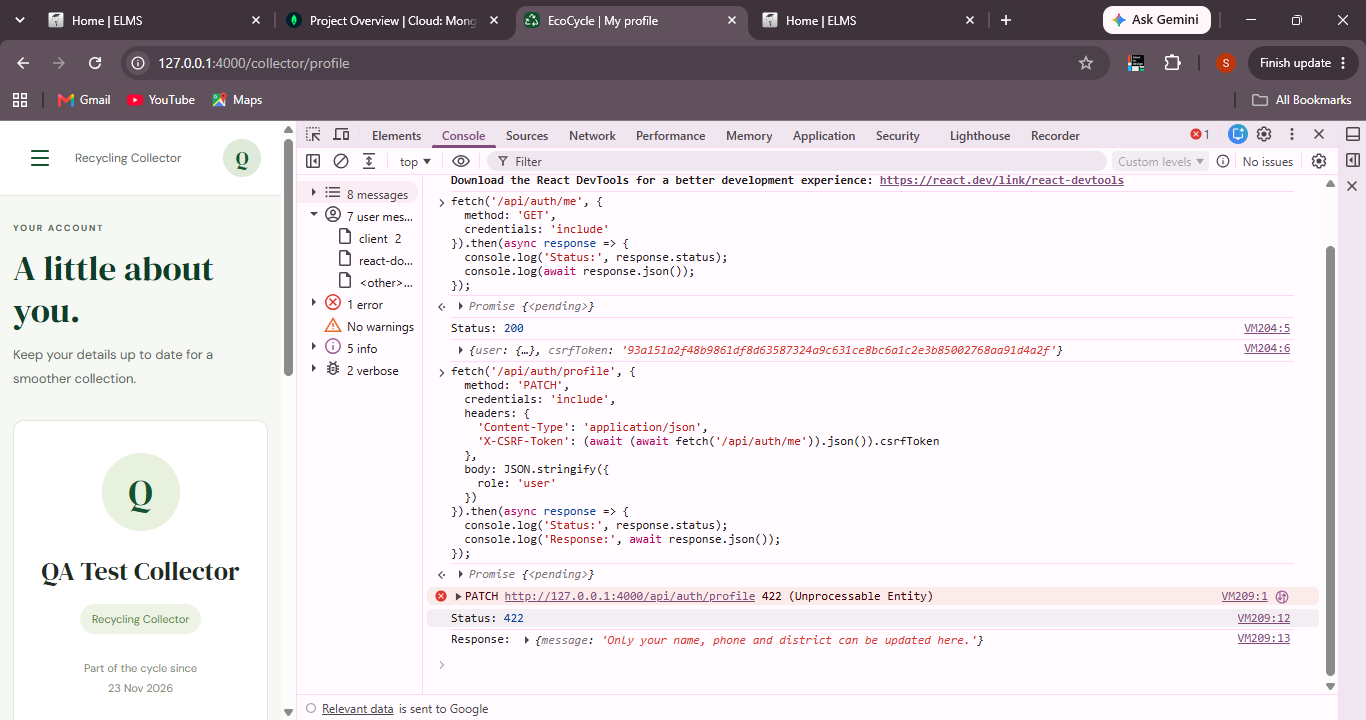 Home | ELMS
Project Overview | Cloud: Mong
EcoCycle | My profile
Home | ELMS
Ask Gemini
127.0.0.1:4000/collector/profile
S
Finish update
Gmail
YouTube
Maps
All Bookmarks
Recycling Collector
Q
YOUR ACCOUNT
A little about
you.
Keep your details up to date for a
smoother collection.
Q
QA Test Collector
Recycling Collector
Part of the cycle since
23 Nov 2026
Elements
Console
Sources
Network
Performance
Memory
Application
Security
Lighthouse
Recorder
1
top
Filter
Custom levels
No issues
8 messages
7 user mes...
client 2
react-do...
<other>...
1 error
No warnings
5 info
2 verbose
Download the React DevTools for a better development experience: https://react.dev/link/react-devtools
fetch('/api/auth/me', {
method: 'GET',
credentials: 'include'
}).then(async response => {
console.log('Status:', response.status);
console.log(await response.json());
});
Promise {<pending>}
Status: 200 VM204:5
{user: {…}, csrfToken: '93a151a2f48b9861df8d63587324a9c631ce8bc6a1c2e3b85002768aa91d4a2f'} VM204:6
fetch('/api/auth/profile', {
method: 'PATCH',
credentials: 'include',
headers: {
'Content-Type': 'application/json',
'X-CSRF-Token': (await (await fetch('/api/auth/me')).json()).csrfToken
},
body: JSON.stringify({
role: 'user'
})
}).then(async response => {
console.log('Status:', response.status);
console.log('Response:', await response.json());
});
Promise {<pending>}
PATCH http://127.0.0.1:4000/api/auth/profile 422 (Unprocessable Entity) VM209:1
Status: 422 VM209:12
Response: {message: 'Only your name, phone and district can be updated here.'} VM209:13
Relevant data is sent to Google